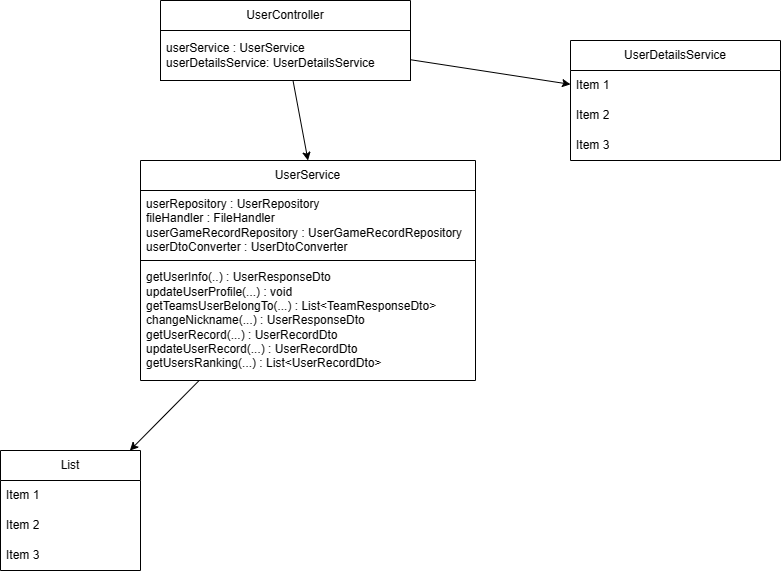 UserController
userService : UserService
userDetailsService: UserDetailsService
UserDetailsService
Item 1
Item 2
Item 3
UserService
userRepository : UserRepository
fileHandler : FileHandler
userGameRecordRepository : UserGameRecordRepository
userDtoConverter : UserDtoConverter
getUserInfo(..) : UserResponseDto
updateUserProfile(...) : void
getTeamsUserBelongTo(...) : List<TeamResponseDto>
changeNickname(...) : UserResponseDto
getUserRecord(...) : UserRecordDto
updateUserRecord(...) : UserRecordDto
getUsersRanking(...) : List<UserRecordDto>
List
Item 1
Item 2
Item 3